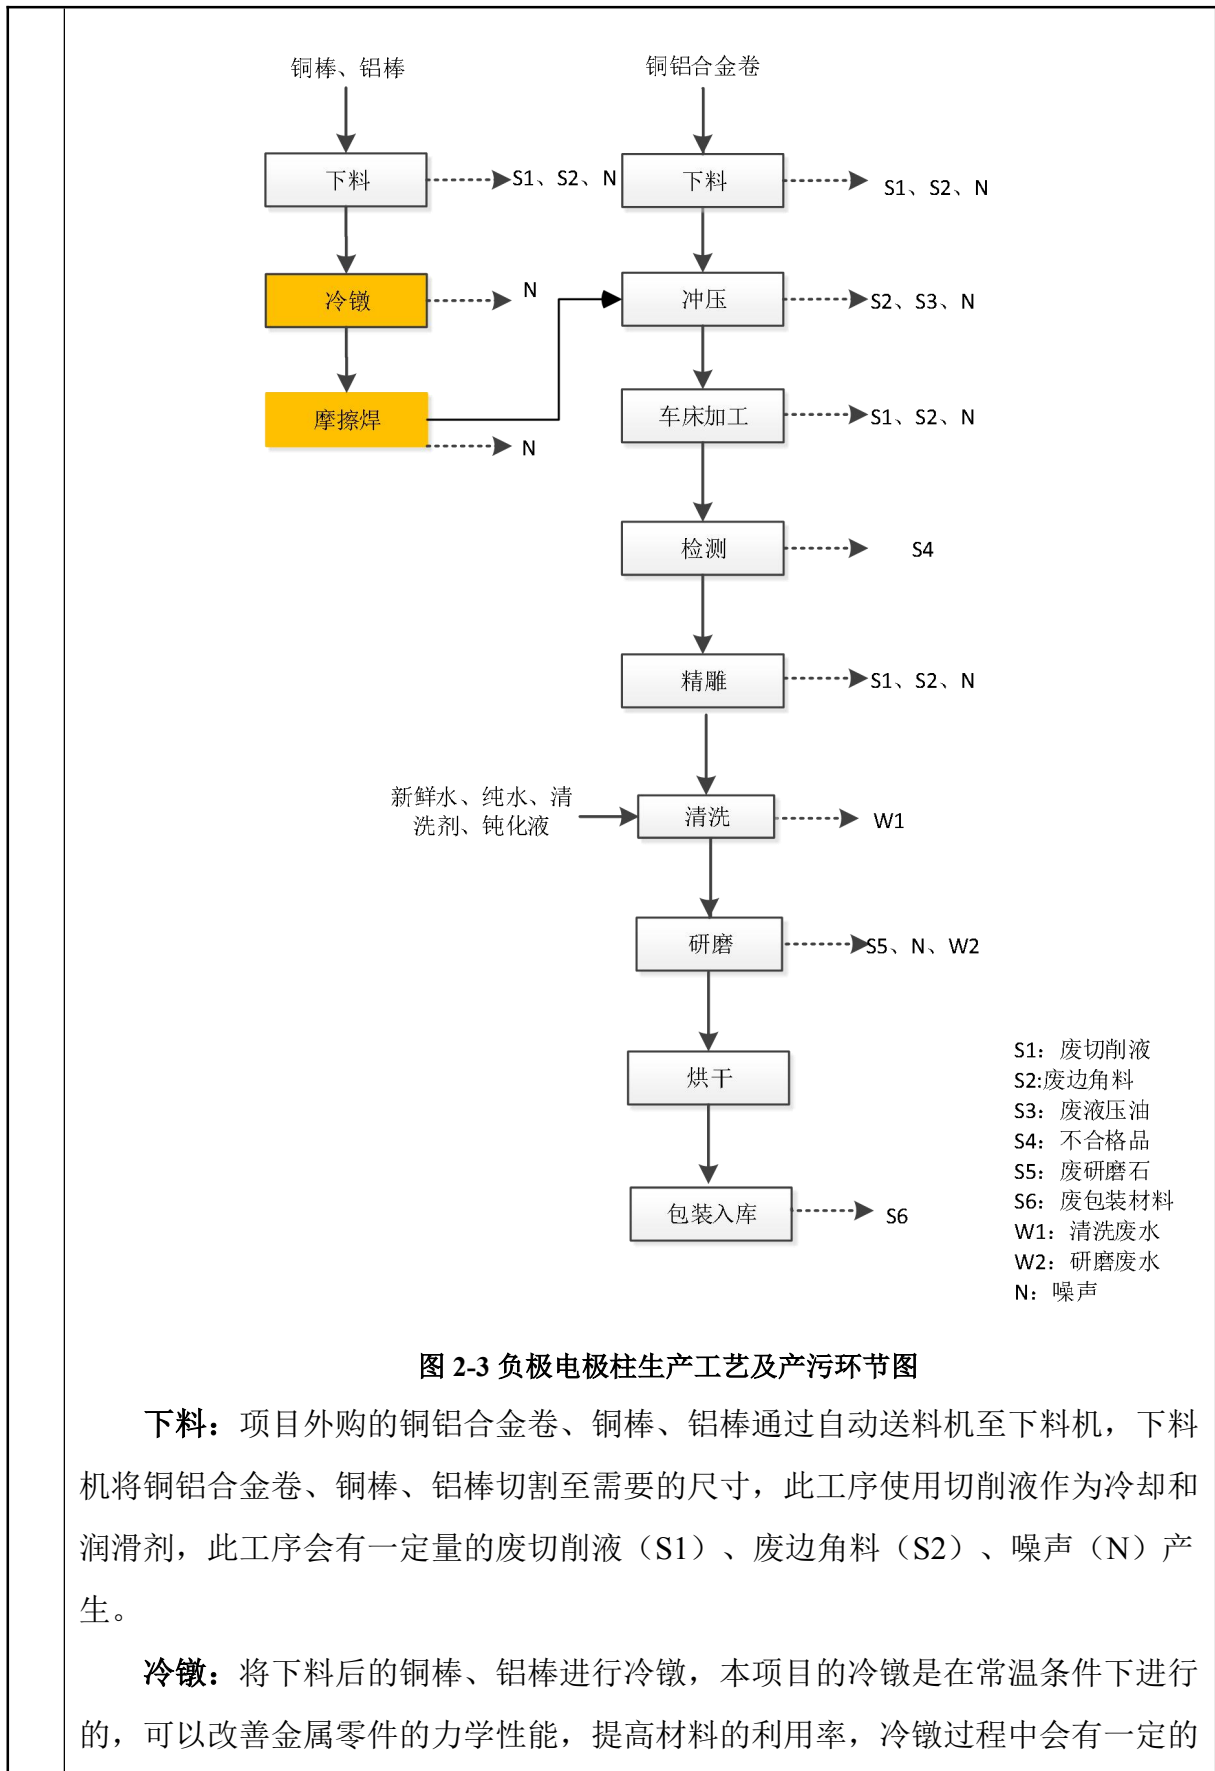 铜棒、铝棒
铜铝合金卷
下料
S1、S2、N
下料
S1、S2、N
冷镦
N
冲压
S2、S3、N
摩擦焊
N
车床加工
S1、S2、N
检测
S4
精雕
S1、S2、N
新鲜水、纯水、清
洗剂、钝化液
清洗
W1
研磨
S5、N、W2
烘干
包装入库
S6
S1：废切削液
S2:废边角料
S3：废液压油
S4：不合格品
S5：废研磨石
S6：废包装材料
W1：清洗废水
W2：研磨废水
N：噪声
图 2-3 负极电极柱生产工艺及产污环节图
下料：项目外购的铜铝合金卷、铜棒、铝棒通过自动送料机至下料机，下料
机将铜铝合金卷、铜棒、铝棒切割至需要的尺寸，此工序使用切削液作为冷却和
润滑剂，此工序会有一定量的废切削液（S1）、废边角料（S2）、噪声（N）产
生。
冷镦：将下料后的铜棒、铝棒进行冷镦，本项目的冷镦是在常温条件下进行
的，可以改善金属零件的力学性能，提高材料的利用率，冷镦过程中会有一定的